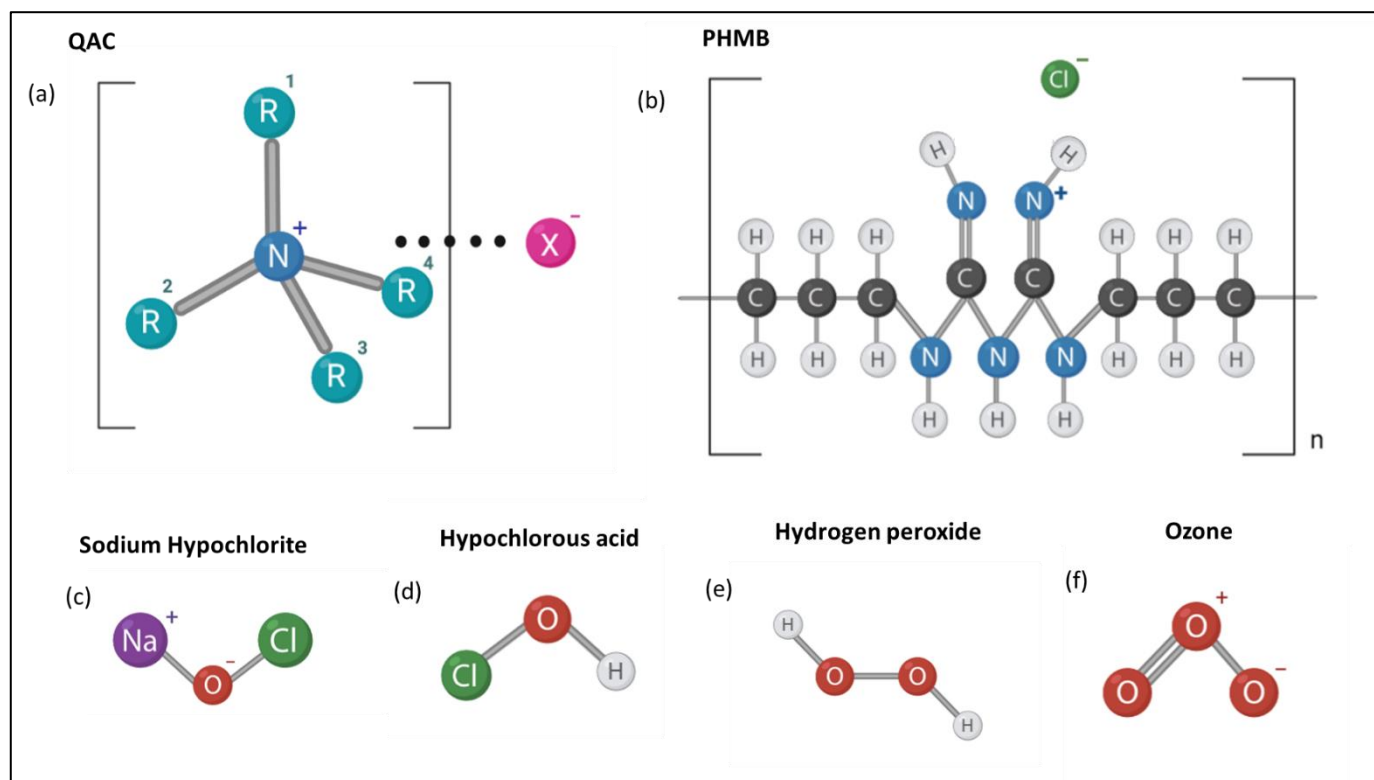 QAC
PHMB
(a)
(b)
R 1
N +
R 2
R 3
R 4
X -
Cl -
H H
N N +
H H H H H H
C C
C C C C C C
H H H N N N H H H
H H H
n
Sodium Hypochlorite
Hypochlorous acid
Hydrogen peroxide
Ozone
(c)
(d)
(e)
(f)
Na + O - Cl
Cl O H
H O O H
O O + O -